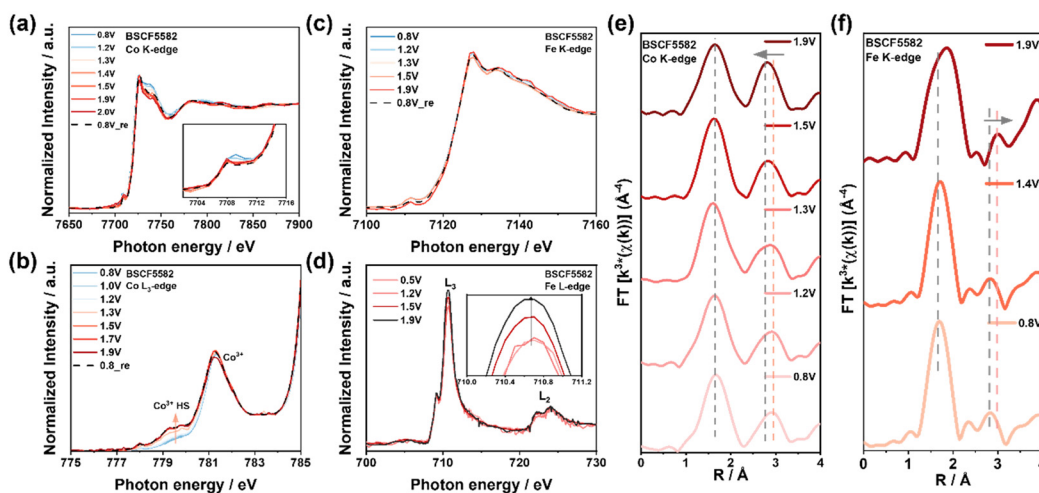 (a)
BSCF5582
Co K-edge
0.8V
1.2V
1.3V
1.4V
1.5V
1.9V
2.0V
0.8V_re
7704 7708 7712 7716
7650 7700 7750 7800 7850 7900
Photon energy / eV
Normalized Intensity / a.u.
(b)
BSCF5582
Co L3-edge
0.8V
1.0V
1.2V
1.3V
1.5V
1.7V
1.9V
0.8_re
Co3+
Co3+ HS
775 777 779 781 783 785
Photon energy / eV
Normalized Intensity / a.u.
(c)
0.8V
1.2V
1.3V
1.5V
1.9V
0.8V_re
BSCF5582
Fe K-edge
7100 7120 7140 7160
Photon energy / eV
Normalized Intensity / a.u.
(d)
0.5V
1.2V
1.5V
1.9V
BSCF5582
Fe L-edge
L3
L2
710.0 710.4 710.8 711.2
700 710 720 730
Photon energy / eV
Normalized Intensity / a.u.
(e)
BSCF5582
Co K-edge
1.9V
1.5V
1.3V
1.2V
0.8V
0 1 2 3 4
R / Å
FT [k3*(χ(k))] (Å-4)
(f)
BSCF5582
Fe K-edge
1.9V
1.4V
0.8V
0 1 2 3 4
R / Å
FT [k3*(χ(k))] (Å-4)